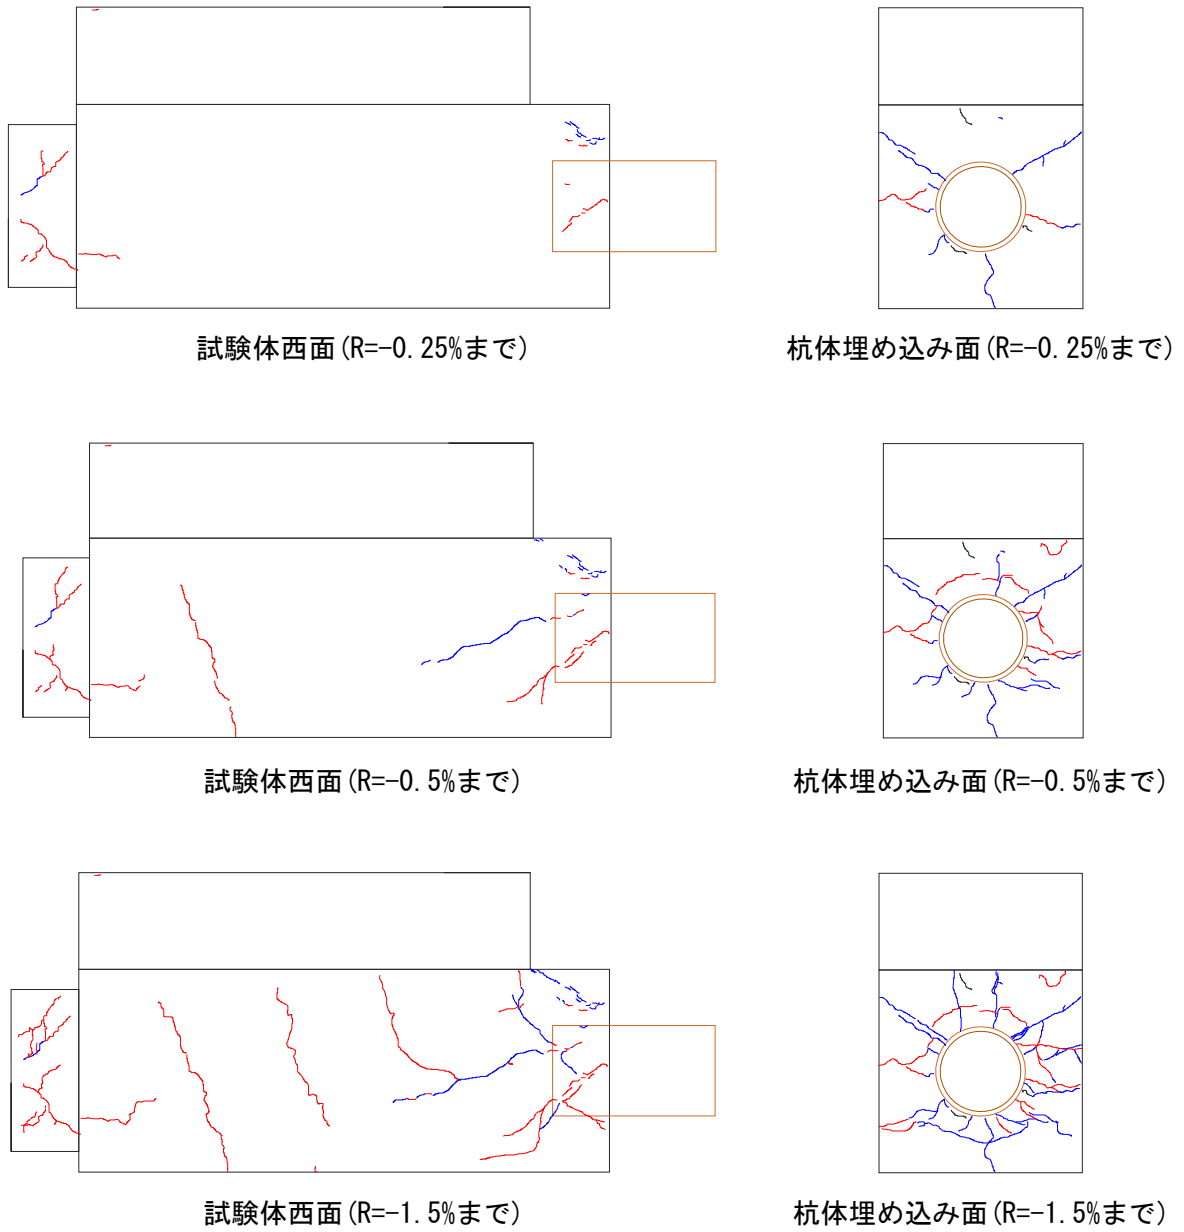 試験体西面(R=-0.25%まで)
杭体埋め込み面(R=-0.25%まで)
試験体西面(R=-0.5%まで)
杭体埋め込み面(R=-0.5%まで)
試験体西面(R=-1.5%まで)
杭体埋め込み面(R=-1.5%まで)